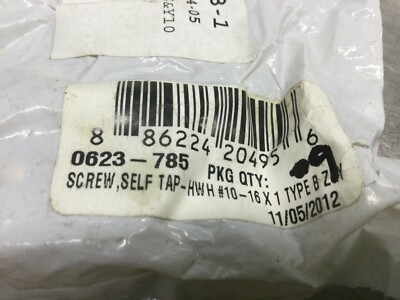 B-1
4-05
&Y10
8 86224 20495 6
0623-785 PKG QTY:
SCREW,SELF TAP-HWH #10-16 X 1 TYPE B Z/Y
11/05/2012